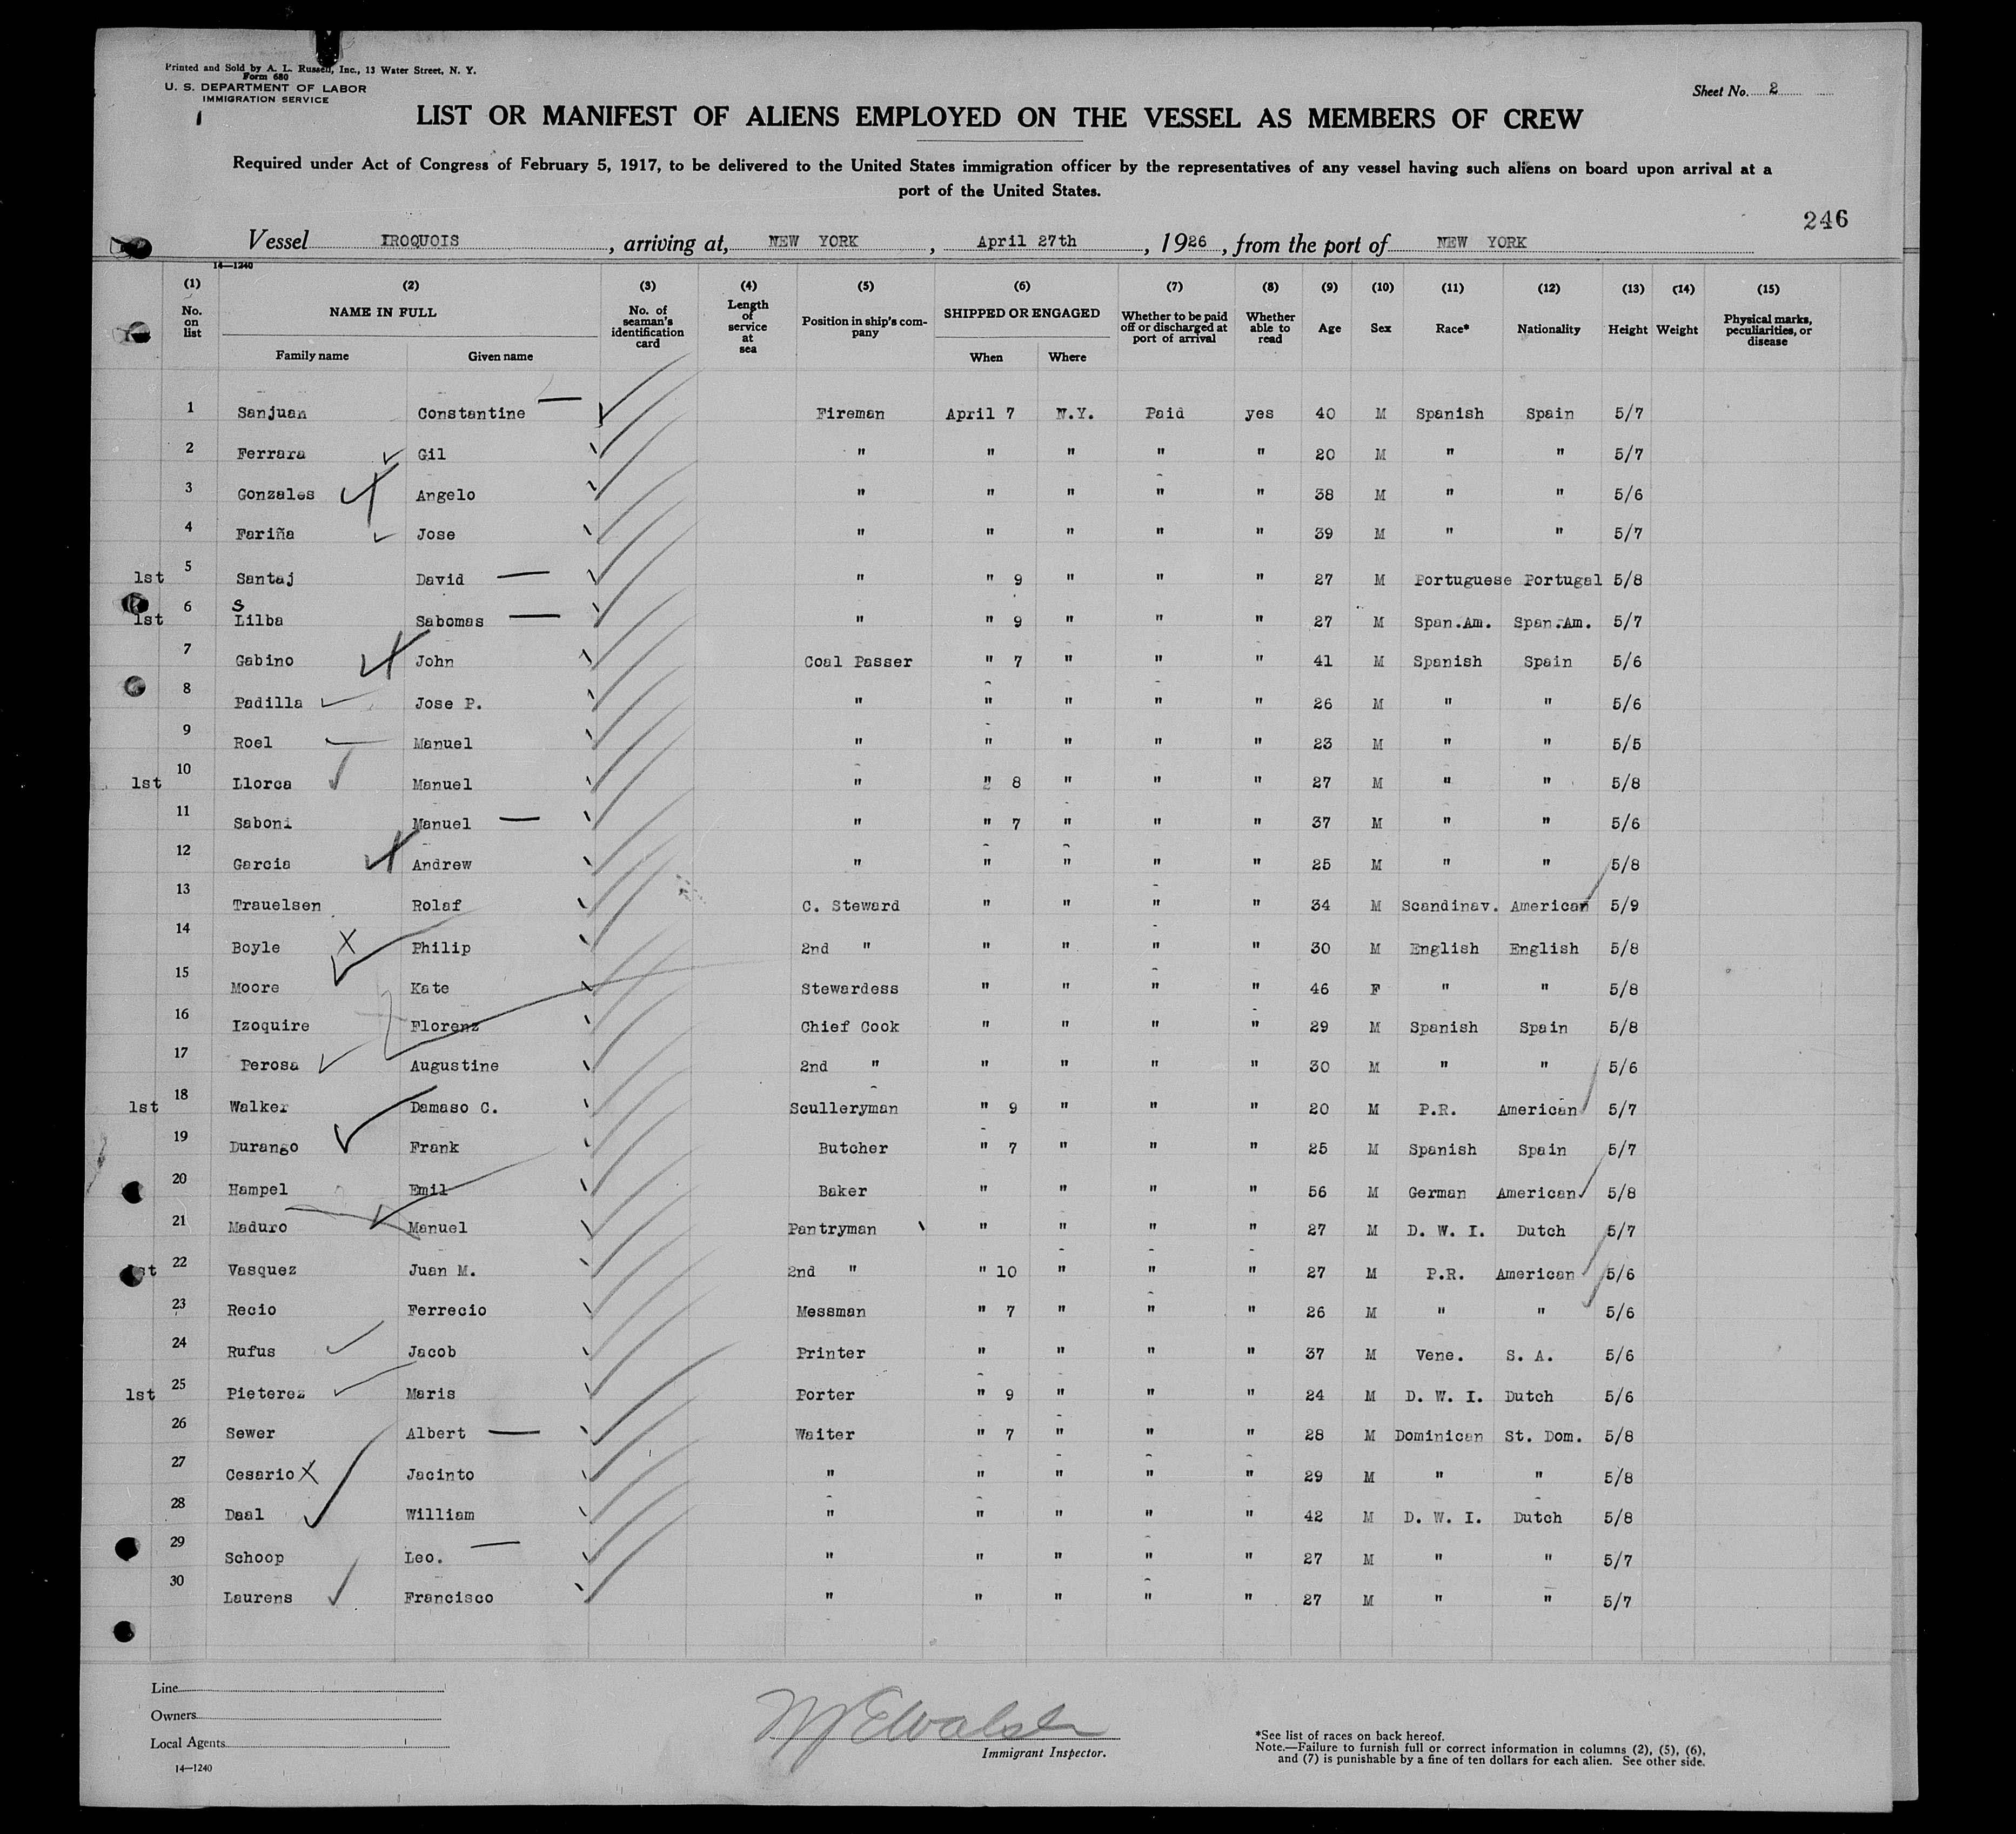 Printed and Sold by A. L. Russell, Inc., 13 Water Street, N. Y.
Form 680
U. S. DEPARTMENT OF LABOR
IMMIGRATION SERVICE
Sheet No. 2
LIST OR MANIFEST OF ALIENS EMPLOYED ON THE VESSEL AS MEMBERS OF CREW
Required under Act of Congress of February 5, 1917, to be delivered to the United States immigration officer by the representatives of any vessel having such aliens on board upon arrival at a
port of the United States.
246
Vessel IROQUOIS, arriving at, NEW YORK, April 27th, 1926, from the port of NEW YORK
14—1240
(1) (2) (3) (4) (5) (6) (7) (8) (9) (10) (11) (12) (13) (14) (15)
No. on list NAME IN FULL Family name Given name No. of seaman's identification card Length of service at sea Position in ship's company SHIPPED OR ENGAGED When Where Whether to be paid off or discharged at port of arrival Whether able to read Age Sex Race* Nationality Height Weight Physical marks, peculiarities, or disease
1 Sanjuan Constantine Fireman April 7 N.Y. Paid yes 40 M Spanish Spain 5/7
2 Ferrara Gil " " " " " 20 M " " 5/7
3 Gonzales Angelo " " " " " 38 M " " 5/6
4 Fariña Jose " " " " " 39 M " " 5/7
1st 5 Santaj David " " 9 " " " 27 M Portuguese Portugal 5/8
1st 6 S Lilba Sabomas " " 9 " " " 27 M Span.Am. Span.Am. 5/7
7 Gabino John Coal Passer " 7 " " " 41 M Spanish Spain 5/6
8 Padilla Jose P. " " " " " 26 M " " 5/6
9 Roel Manuel " " " " " 23 M " " 5/5
1st 10 Llorca Manuel " " 8 " " " 27 M " " 5/8
11 Saboni Manuel " " 7 " " " 37 M " " 5/6
12 Garcia Andrew " " " " " 25 M " " 5/8
13 Trauelsen Rolaf C. Steward " " " " 34 M Scandinav. American 5/9
14 Boyle X Philip 2nd " " " " " 30 M English English 5/8
15 Moore Kate Stewardess " " " " 46 F " " 5/8
16 Izoquire Florenz Chief Cook " " " " 29 M Spanish Spain 5/8
17 Perosa Augustine 2nd " " " " " 30 M " " 5/6
1st 18 Walker Damaso C. Sculleryman " 9 " " " 20 M P.R. American 5/7
19 Durango Frank Butcher " 7 " " " 25 M Spanish Spain 5/7
20 Hampel Emil Baker " " " " 56 M German American 5/8
21 Maduro Manuel Pantryman " " " " 27 M D. W. I. Dutch 5/7
1st 22 Vasquez Juan M. 2nd " " 10 " " " 27 M P.R. American 5/6
23 Recio Ferrecio Messman " 7 " " " 26 M " " 5/6
24 Rufus Jacob Printer " " " " 37 M Vene. S. A. 5/6
1st 25 Pieterez Maris Porter " 9 " " " 24 M D. W. I. Dutch 5/6
26 Sewer Albert Waiter " 7 " " " 28 M Dominican St. Dom. 5/8
27 Cesario X Jacinto " " " " " 29 M " " 5/8
28 Daal William " " " " " 42 M D. W. I. Dutch 5/8
29 Schoop Leo. " " " " " 27 M " " 5/7
30 Laurens Francisco " " " " " 27 M " " 5/7
Line
Owners
Local Agents
14—1240
Immigrant Inspector.
*See list of races on back hereof.
Note.—Failure to furnish full or correct information in columns (2), (5), (6),
and (7) is punishable by a fine of ten dollars for each alien. See other side.